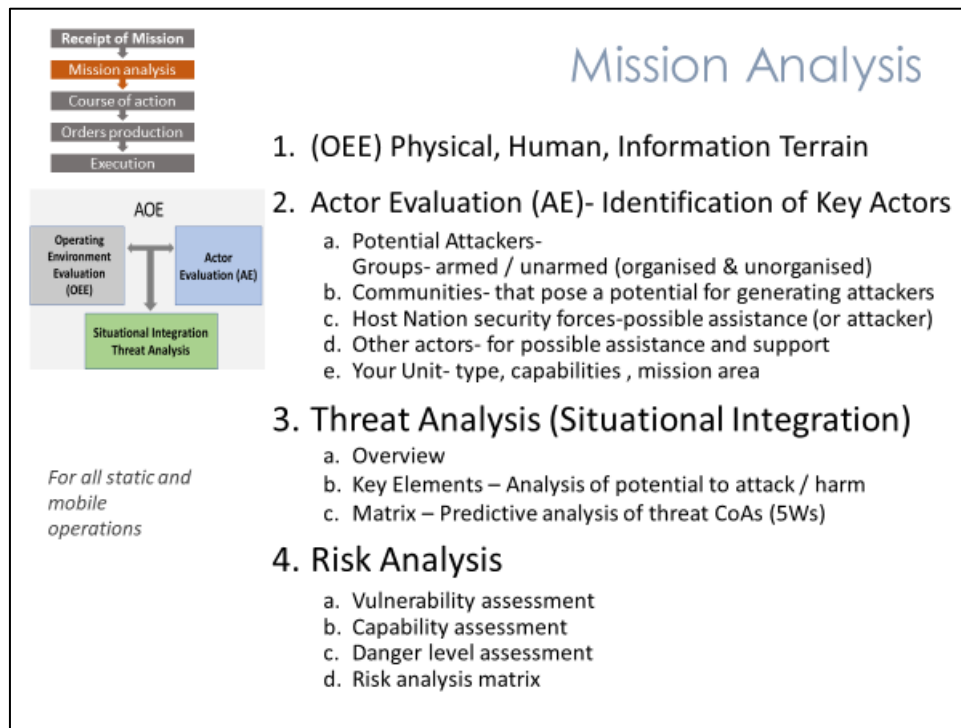 Receipt of Mission
Mission analysis
Course of action
Orders production
Execution
Mission Analysis
AOE
Operating
Environment
Evaluation
(OEE)
Actor
Evaluation (AE)
Situational Integration
Threat Analysis
For all static and
mobile
operations
1. (OEE) Physical, Human, Information Terrain
2. Actor Evaluation (AE)- Identification of Key Actors
a. Potential Attackers-
Groups- armed / unarmed (organised & unorganised)
b. Communities- that pose a potential for generating attackers
c. Host Nation security forces-possible assistance (or attacker)
d. Other actors- for possible assistance and support
e. Your Unit- type, capabilities , mission area
3. Threat Analysis (Situational Integration)
a. Overview
b. Key Elements – Analysis of potential to attack / harm
c. Matrix – Predictive analysis of threat CoAs (5Ws)
4. Risk Analysis
a. Vulnerability assessment
b. Capability assessment
c. Danger level assessment
d. Risk analysis matrix